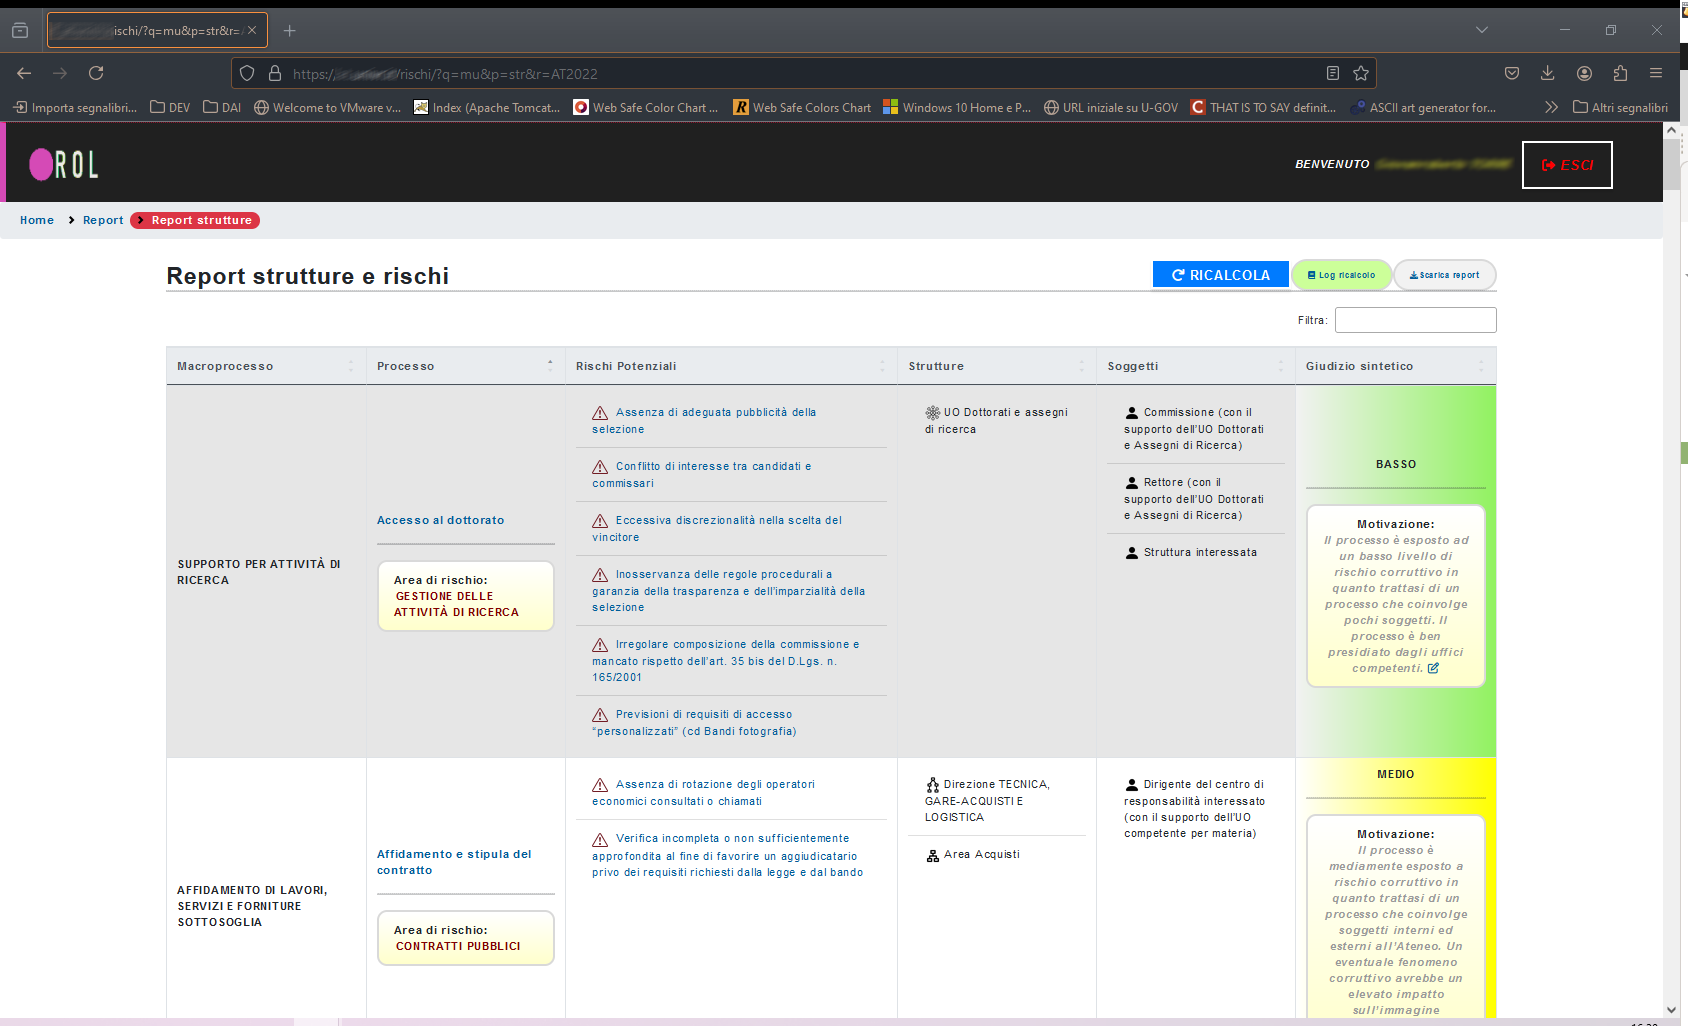 ischi/?q=mu&p=str&r=
https://
/rischi/?q=mu&p=str&r=AT2022
Importa segnalibri...
DEV
DAI
Welcome to VMware v...
Index (Apache Tomcat...
Web Safe Color Chart ...
Web Safe Colors Chart
Windows 10 Home e P...
URL iniziale su U-GOV
THAT IS TO SAY definit...
ASCII art generator for...
Altri segnalibri
ROL
BENVENUTO
ESCI
Home
Report
Report strutture
Report strutture e rischi
RICALCOLA
Log ricalcolo
Scarica report
Filtra:
Macroprocesso
Processo
Rischi Potenziali
Strutture
Soggetti
Giudizio sintetico
SUPPORTO PER ATTIVITÀ DI
RICERCA
Accesso al dottorato
Area di rischio:
GESTIONE DELLE
ATTIVITÀ DI RICERCA
Assenza di adeguata pubblicità della
selezione
Conflitto di interesse tra candidati e
commissari
Eccessiva discrezionalità nella scelta del
vincitore
Inosservanza delle regole procedurali a
garanzia della trasparenza e dell'imparzialità della
selezione
Irregolare composizione della commissione e
mancato rispetto dell'art. 35 bis del D.Lgs. n.
165/2001
Previsioni di requisiti di accesso
“personalizzati” (cd Bandi fotografia)
UO Dottorati e assegni
di ricerca
Commissione (con il
supporto dell'UO Dottorati
e Assegni di Ricerca)
Rettore (con il
supporto dell'UO Dottorati
e Assegni di Ricerca)
Struttura interessata
BASSO
Motivazione:
Il processo è esposto ad
un basso livello di
rischio corruttivo in
quanto trattasi di un
processo che coinvolge
pochi soggetti. Il
processo è ben
presidiato dagli uffici
competenti.
AFFIDAMENTO DI LAVORI,
SERVIZI E FORNITURE
SOTTOSOGLIA
Affidamento e stipula del
contratto
Area di rischio:
CONTRATTI PUBBLICI
Assenza di rotazione degli operatori
economici consultati o chiamati
Verifica incompleta o non sufficientemente
approfondita al fine di favorire un aggiudicatario
privo dei requisiti richiesti dalla legge e dal bando
Direzione TECNICA,
GARE-ACQUISTI E
LOGISTICA
Area Acquisti
Dirigente del centro di
responsabilità interessato
(con il supporto dell'UO
competente per materia)
MEDIO
Motivazione:
Il processo è
mediamente esposto a
rischio corruttivo in
quanto trattasi di un
processo che coinvolge
soggetti interni ed
esterni all'Ateneo. Un
eventuale fenomeno
corruttivo avrebbe un
elevato impatto
sull'immagine